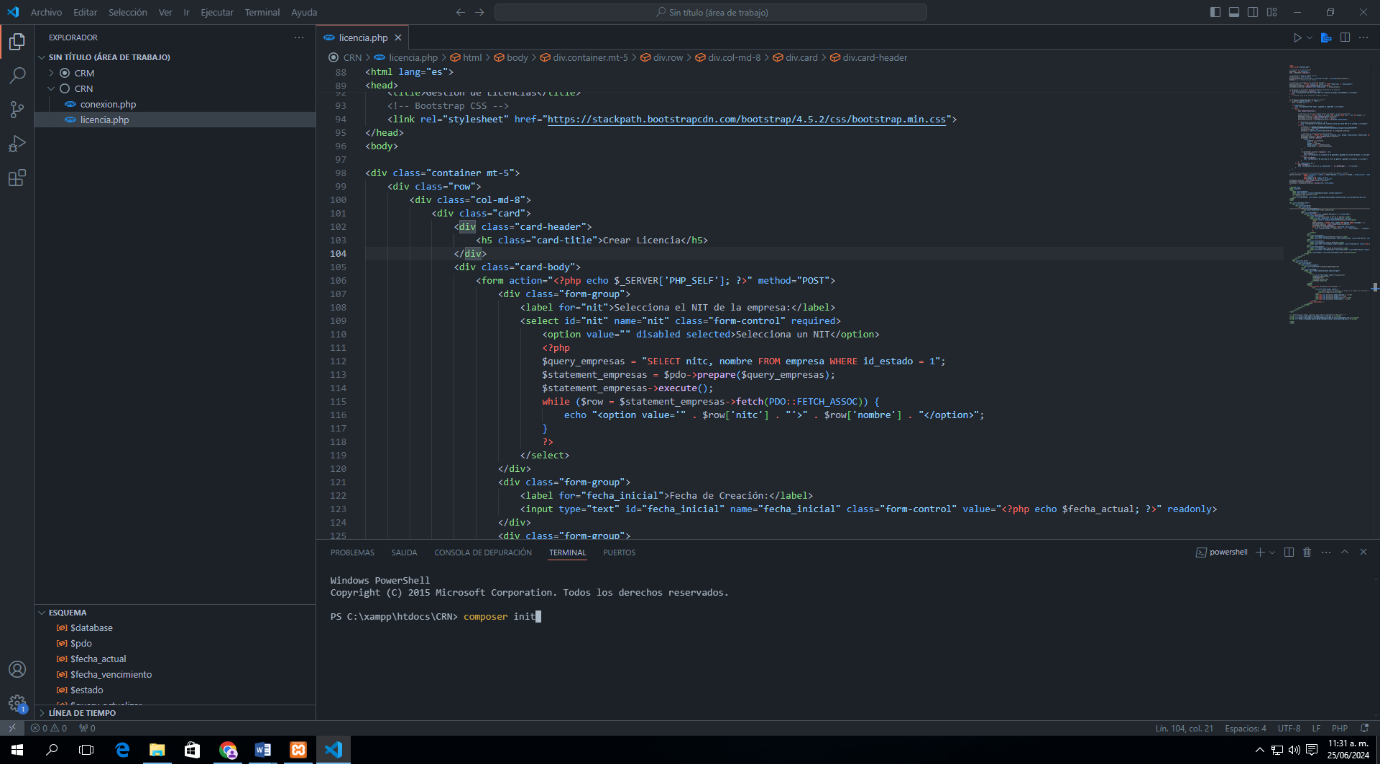 Archivo Editar Selección Ver Ir Ejecutar Terminal Ayuda
Sin título (área de trabajo)
EXPLORADOR
SIN TÍTULO (ÁREA DE TRABAJO)
CRM
CRN
conexion.php
licencia.php
ESQUEMA
$database
$pdo
$fecha_actual
$fecha_vencimiento
$estado
LÍNEA DE TIEMPO
licencia.php
CRN > licencia.php > html > body > div.container.mt-5 > div.row > div.col-md-8 > div.card > div.card-header
88 <html lang="es">
89 <head>
92 <title>Gestión de Licencias</title>
93 <!-- Bootstrap CSS -->
94 <link rel="stylesheet" href="https://stackpath.bootstrapcdn.com/bootstrap/4.5.2/css/bootstrap.min.css">
95 </head>
96 <body>
97
98 <div class="container mt-5">
99 <div class="row">
100 <div class="col-md-8">
101 <div class="card">
102 <div class="card-header">
103 <h5 class="card-title">Crear Licencia</h5>
104 </div>
105 <div class="card-body">
106 <form action="<?php echo $_SERVER['PHP_SELF']; ?>" method="POST">
107 <div class="form-group">
108 <label for="nit">Selecciona el NIT de la empresa:</label>
109 <select id="nit" name="nit" class="form-control" required>
110 <option value="" disabled selected>Selecciona un NIT</option>
111 <?php
112 $query_empresas = "SELECT nitc, nombre FROM empresa WHERE id_estado = 1";
113 $statement_empresas = $pdo->prepare($query_empresas);
114 $statement_empresas->execute();
115 while ($row = $statement_empresas->fetch(PDO::FETCH_ASSOC)) {
116 echo "<option value='" . $row['nitc'] . "'>" . $row['nombre'] . "</option>";
117 }
118 ?>
119 </select>
120 </div>
121 <div class="form-group">
122 <label for="fecha_inicial">Fecha de Creación:</label>
123 <input type="text" id="fecha_inicial" name="fecha_inicial" class="form-control" value="<?php echo $fecha_actual; ?>" readonly>
124 </div>
125 <div class="form-group">
PROBLEMAS SALIDA CONSOLA DE DEPURACIÓN TERMINAL PUERTOS
powershell
Windows PowerShell
Copyright (C) 2015 Microsoft Corporation. Todos los derechos reservados.
PS C:\xampp\htdocs\CRN> composer init
1
0 0 0
Lín. 104, col. 21 Espacios: 4 UTF-8 LF PHP
11:31 a. m.
25/06/2024